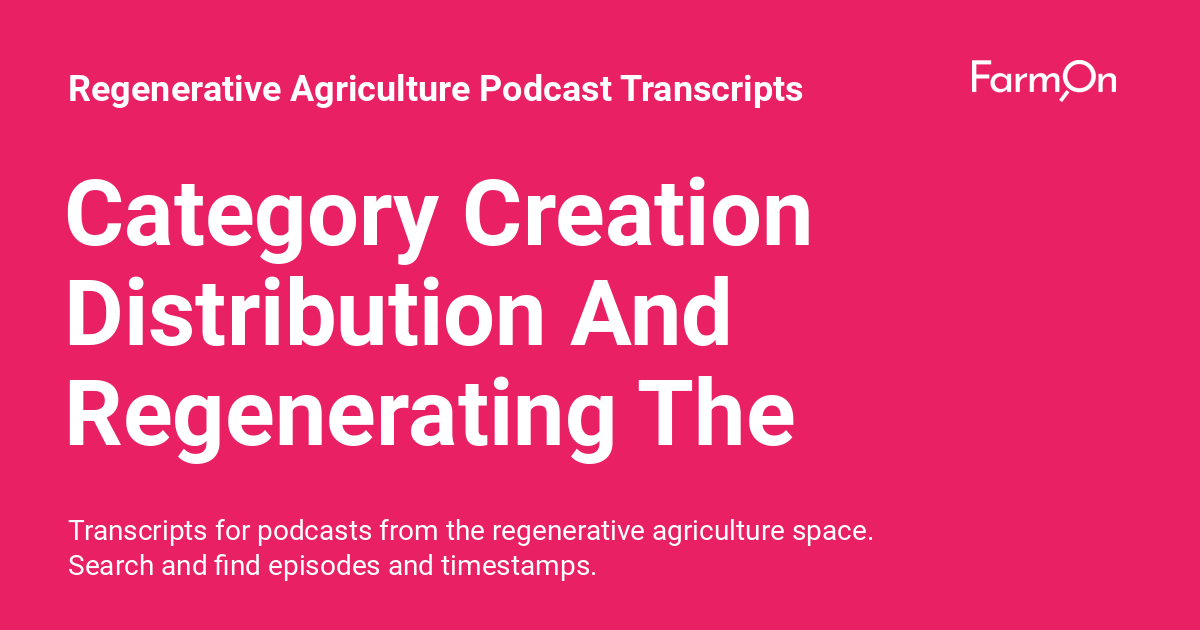 Regenerative Agriculture Podcast Transcripts
FarmOn
Category Creation
Distribution And
Regenerating The
Transcripts for podcasts from the regenerative agriculture space.
Search and find episodes and timestamps.